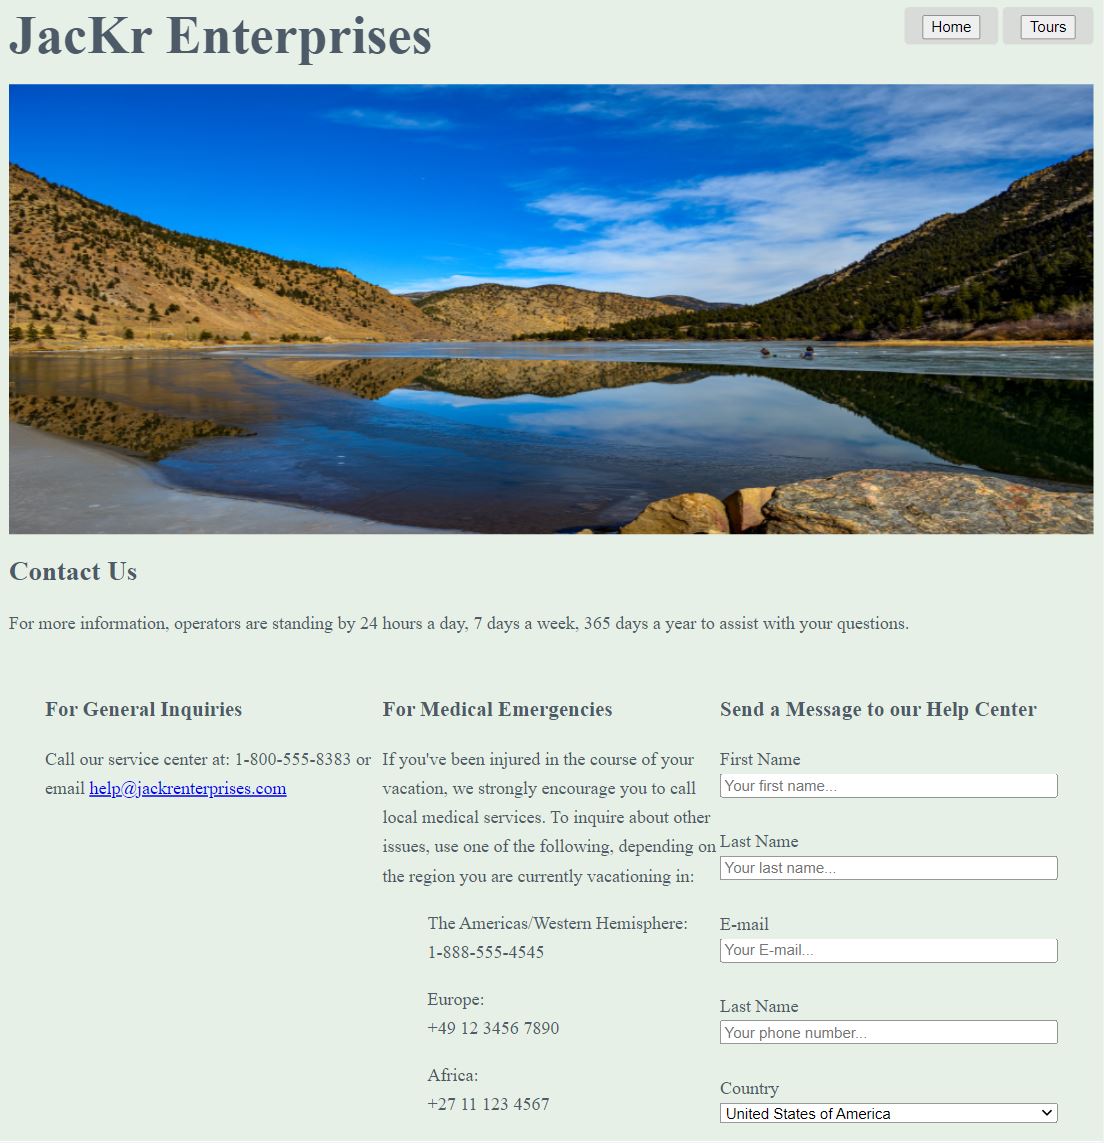 JacKr Enterprises
Home
Tours
Contact Us
For more information, operators are standing by 24 hours a day, 7 days a week, 365 days a year to assist with your questions.
For General Inquiries
Call our service center at: 1-800-555-8383 or
email help@jackrenterprises.com
For Medical Emergencies
If you've been injured in the course of your
vacation, we strongly encourage you to call
local medical services. To inquire about other
issues, use one of the following, depending on
the region you are currently vacationing in:
The Americas/Western Hemisphere:
1-888-555-4545
Europe:
+49 12 3456 7890
Africa:
+27 11 123 4567
Send a Message to our Help Center
First Name
Your first name...
Last Name
Your last name...
E-mail
Your E-mail...
Last Name
Your phone number...
Country
United States of America